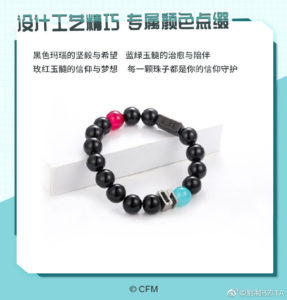 设计工艺精巧 专属颜色点缀
黑色玛瑙的坚毅与希望 蓝绿玉髓的治愈与陪伴
玫红玉髓的信仰与梦想 每一颗珠子都是你的信仰守护
© CFM